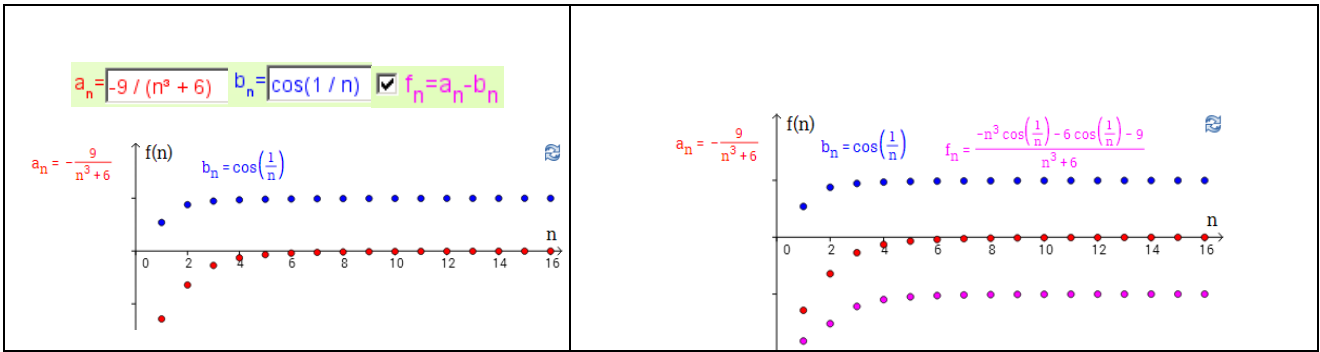 aₙ= -9 / (n³ + 6) bₙ= cos(1 / n) fₙ=aₙ-bₙ
f(n)
aₙ = - 9/(n³+6)
bₙ = cos(1/n)
n
0 2 4 6 8 10 12 14 16
f(n)
aₙ = - 9/(n³+6)
bₙ = cos(1/n)
fₙ = (-n³ cos(1/n) - 6 cos(1/n) - 9)/(n³+6)
n
0 2 4 6 8 10 12 14 16